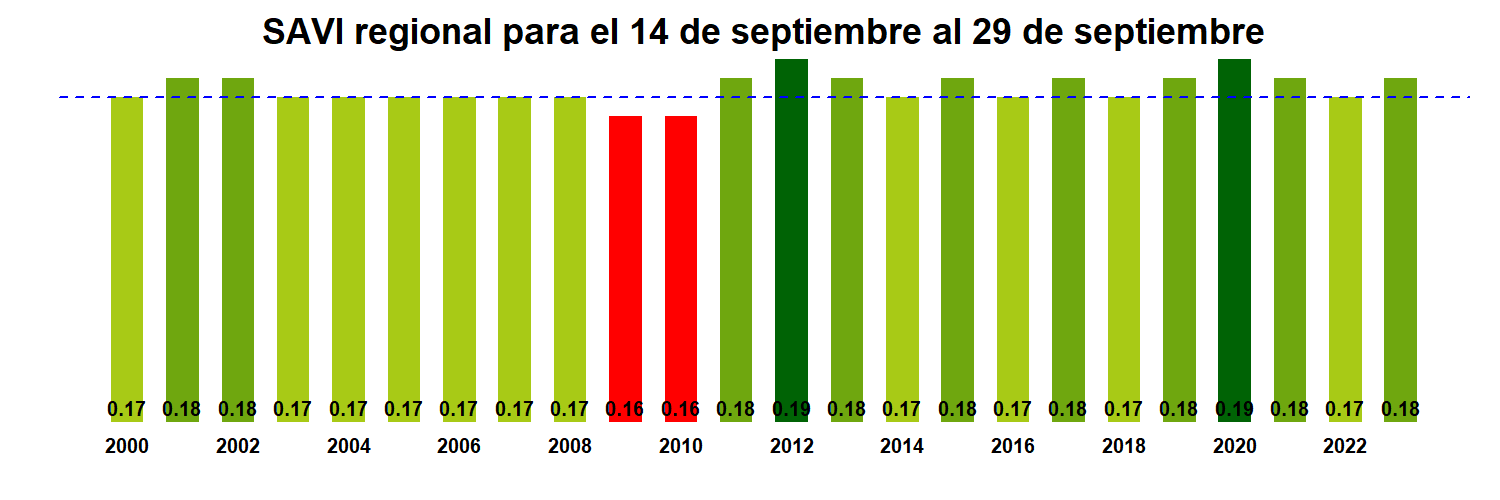 SAVI regional para el 14 de septiembre al 29 de septiembre
0.17 0.18 0.18 0.17 0.17 0.17 0.17 0.17 0.17 0.16 0.16 0.18 0.19 0.18 0.17 0.18 0.17 0.18 0.17 0.18 0.19 0.18 0.17 0.18
2000 2002 2004 2006 2008 2010 2012 2014 2016 2018 2020 2022